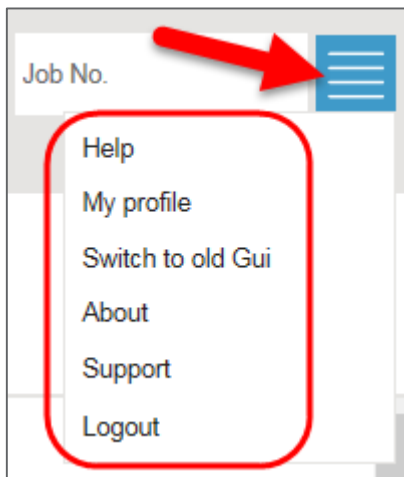 Job No.
Help
My profile
Switch to old Gui
About
Support
Logout